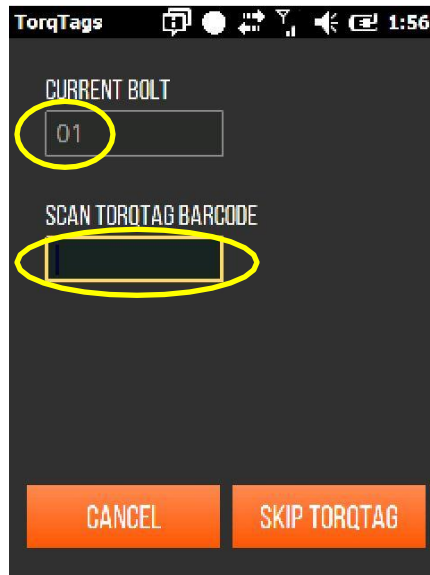 TorqTags 1:56
CURRENT BOLT
01
SCAN TORQTAG BARCODE
CANCEL SKIP TORQTAG